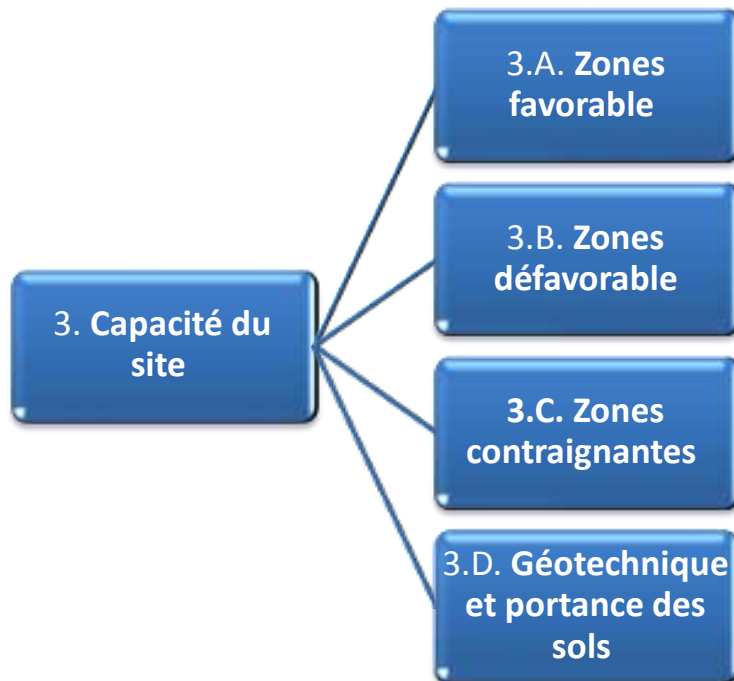 3.A. Zones
favorable
3.B. Zones
défavorable
3. Capacité du
site
3.C. Zones
contraignantes
3.D. Géotechnique
et portance des
sols